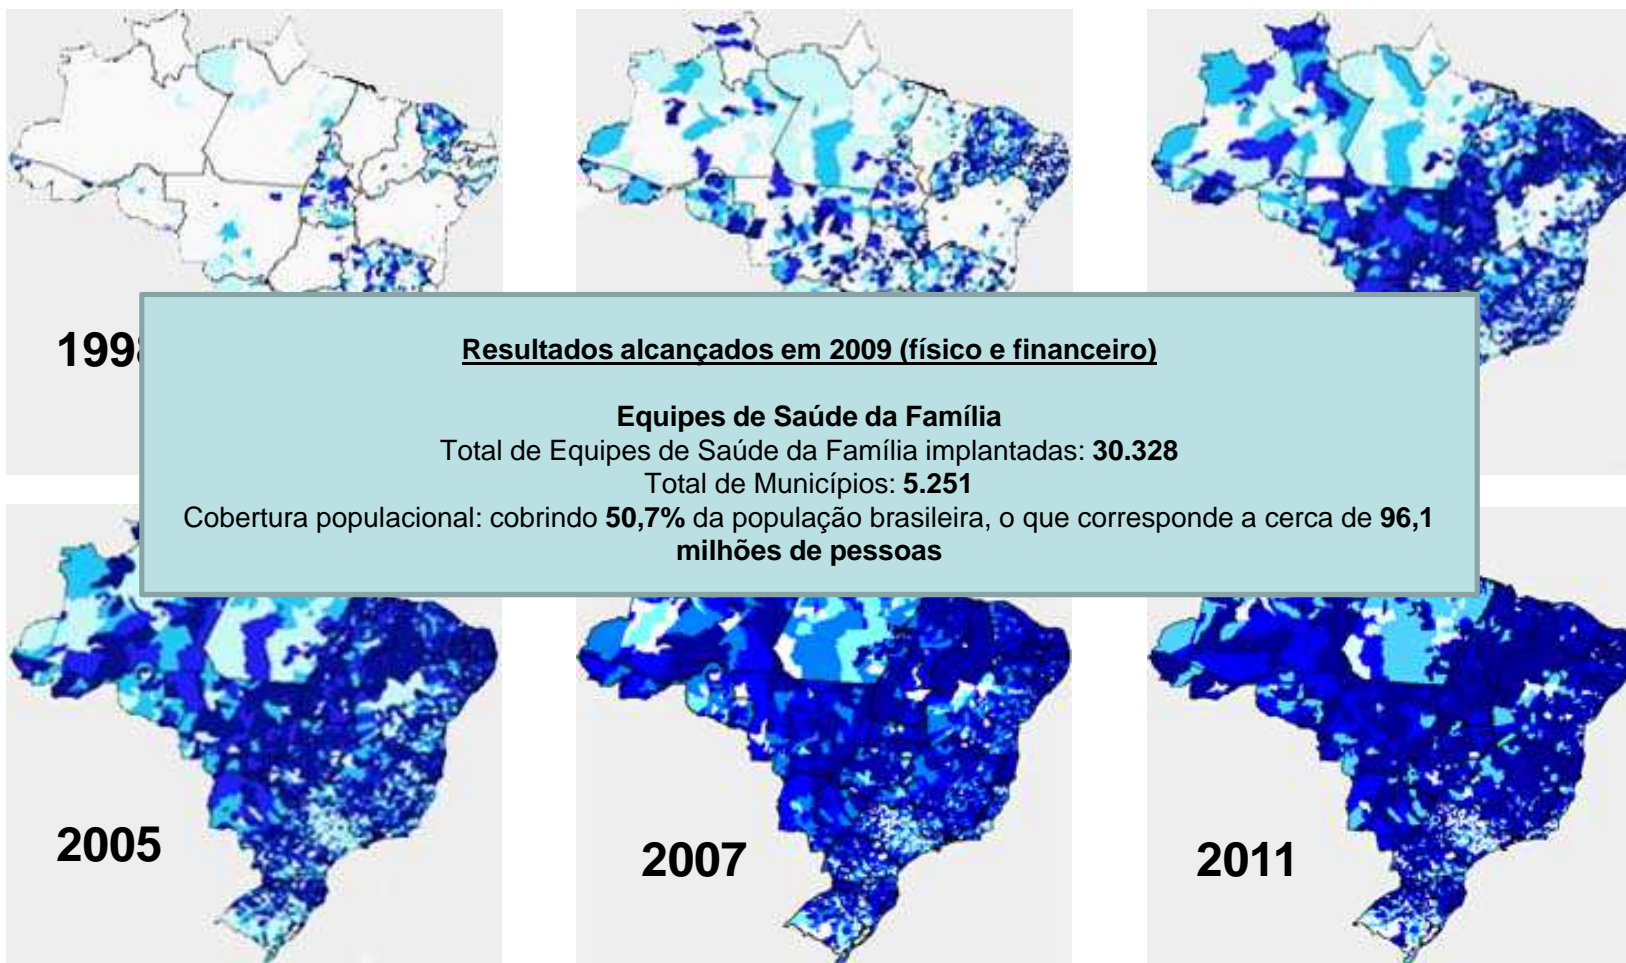 Resultados alcançados em 2009 (físico e financeiro)
Equipes de Saúde da Família
Total de Equipes de Saúde da Família implantadas: 30.328
Total de Municípios: 5.251
Cobertura populacional: cobrindo 50,7% da população brasileira, o que corresponde a cerca de 96,1
milhões de pessoas
2005
2007
2011